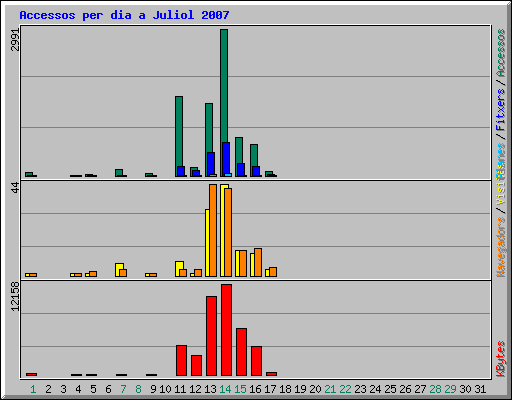 Accessos per dia a Juliol 2007
2991
44
12158
Navegadors / Visites
Pàgines / Fitxers / Accessos
KBytes
1 2 3 4 5 6 7 8 9 10 11 12 13 14 15 16 17 18 19 20 21 22 23 24 25 26 27 28 29 30 31